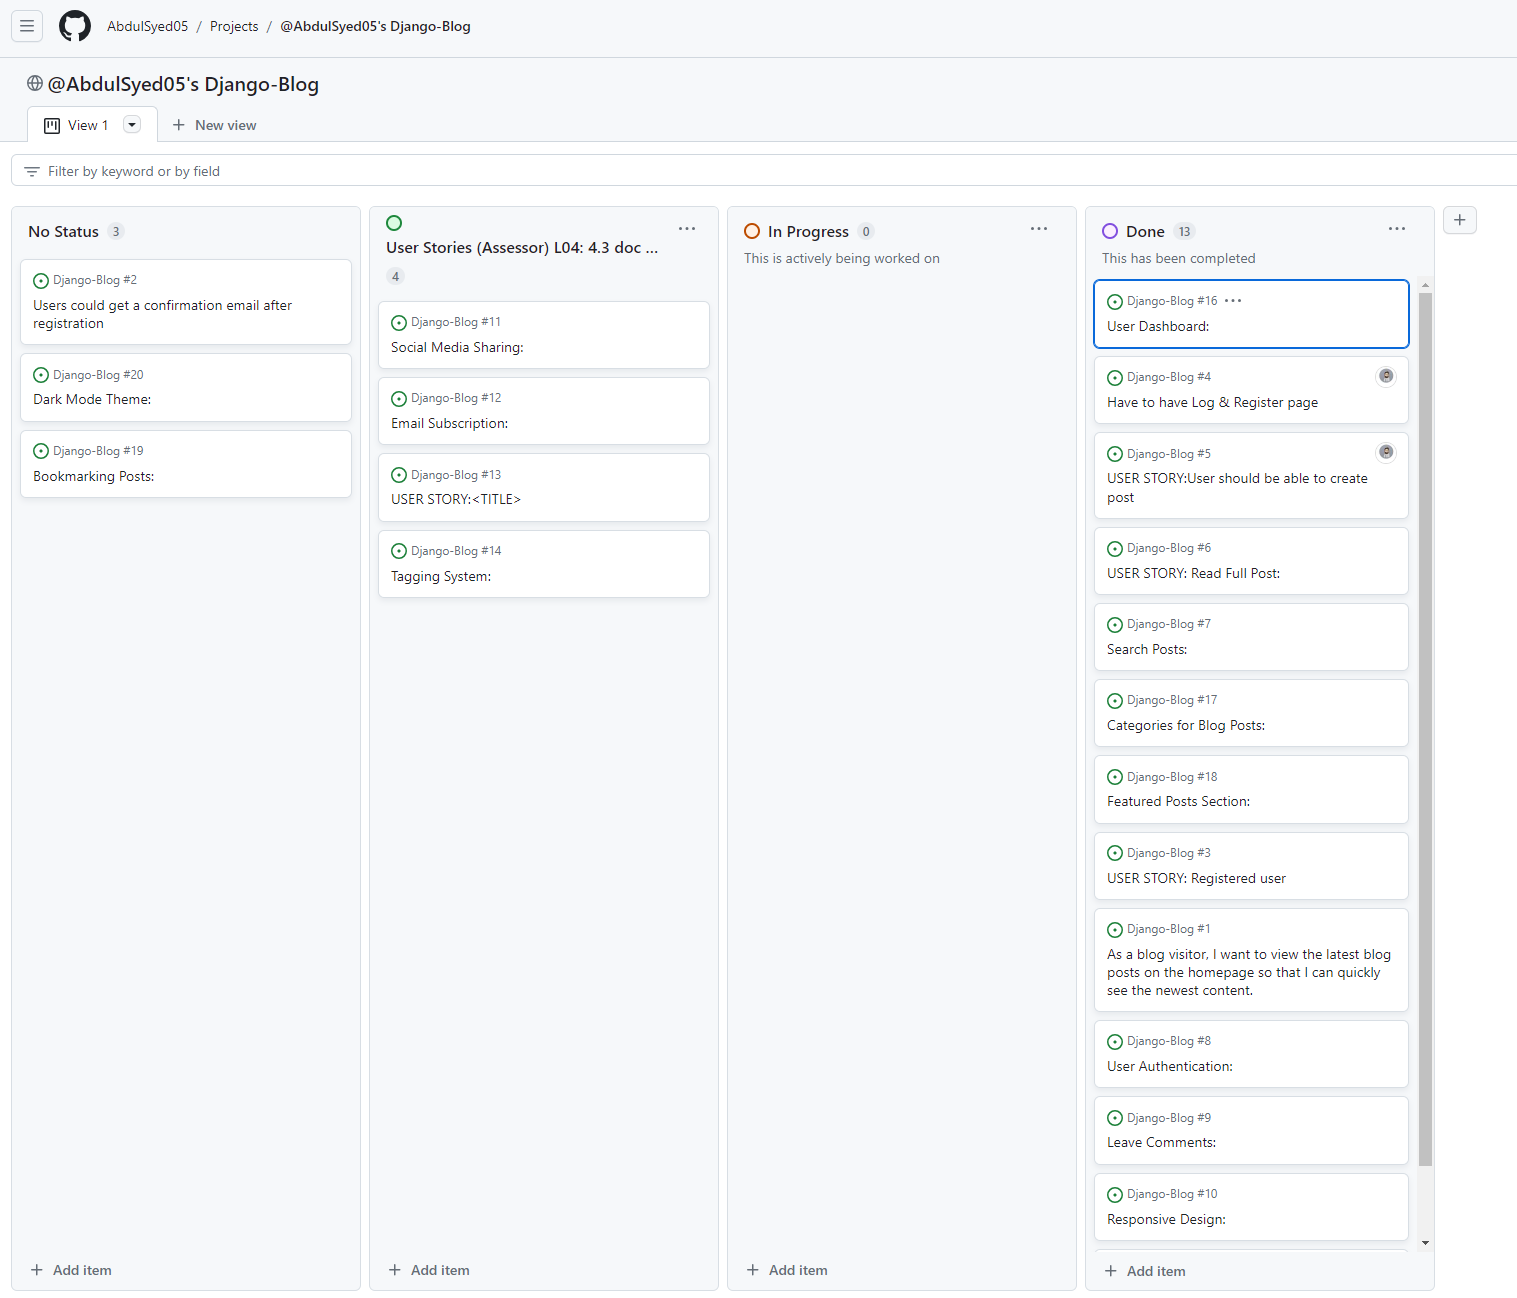 AbdulSyed05 / Projects / @AbdulSyed05's Django-Blog
@AbdulSyed05's Django-Blog
View 1
New view
Filter by keyword or by field
No Status 3
Django-Blog #2
Users could get a confirmation email after
registration
Django-Blog #20
Dark Mode Theme:
Django-Blog #19
Bookmarking Posts:
Add item
User Stories (Assessor) L04: 4.3 doc ...
4
Django-Blog #11
Social Media Sharing:
Django-Blog #12
Email Subscription:
Django-Blog #13
USER STORY:<TITLE>
Django-Blog #14
Tagging System:
Add item
In Progress 0
This is actively being worked on
Add item
Done 13
This has been completed
Django-Blog #16
User Dashboard:
Django-Blog #4
Have to have Log & Register page
Django-Blog #5
USER STORY:User should be able to create
post
Django-Blog #6
USER STORY: Read Full Post:
Django-Blog #7
Search Posts:
Django-Blog #17
Categories for Blog Posts:
Django-Blog #18
Featured Posts Section:
Django-Blog #3
USER STORY: Registered user
Django-Blog #1
As a blog visitor, I want to view the latest blog
posts on the homepage so that I can quickly
see the newest content.
Django-Blog #8
User Authentication:
Django-Blog #9
Leave Comments:
Django-Blog #10
Responsive Design:
Add item